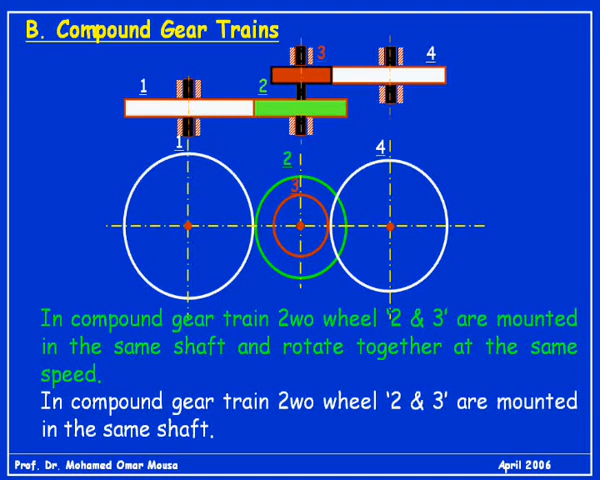 B. Compound Gear Trains
3
4
1
2
1
2
4
3
In compound gear train 2wo wheel ‘2 & 3’ are mounted
in the same shaft and rotate together at the same
speed.
In compound gear train 2wo wheel ‘2 & 3’ are mounted
in the same shaft.
Prof. Dr. Mohamed Omar Mousa
April 2006